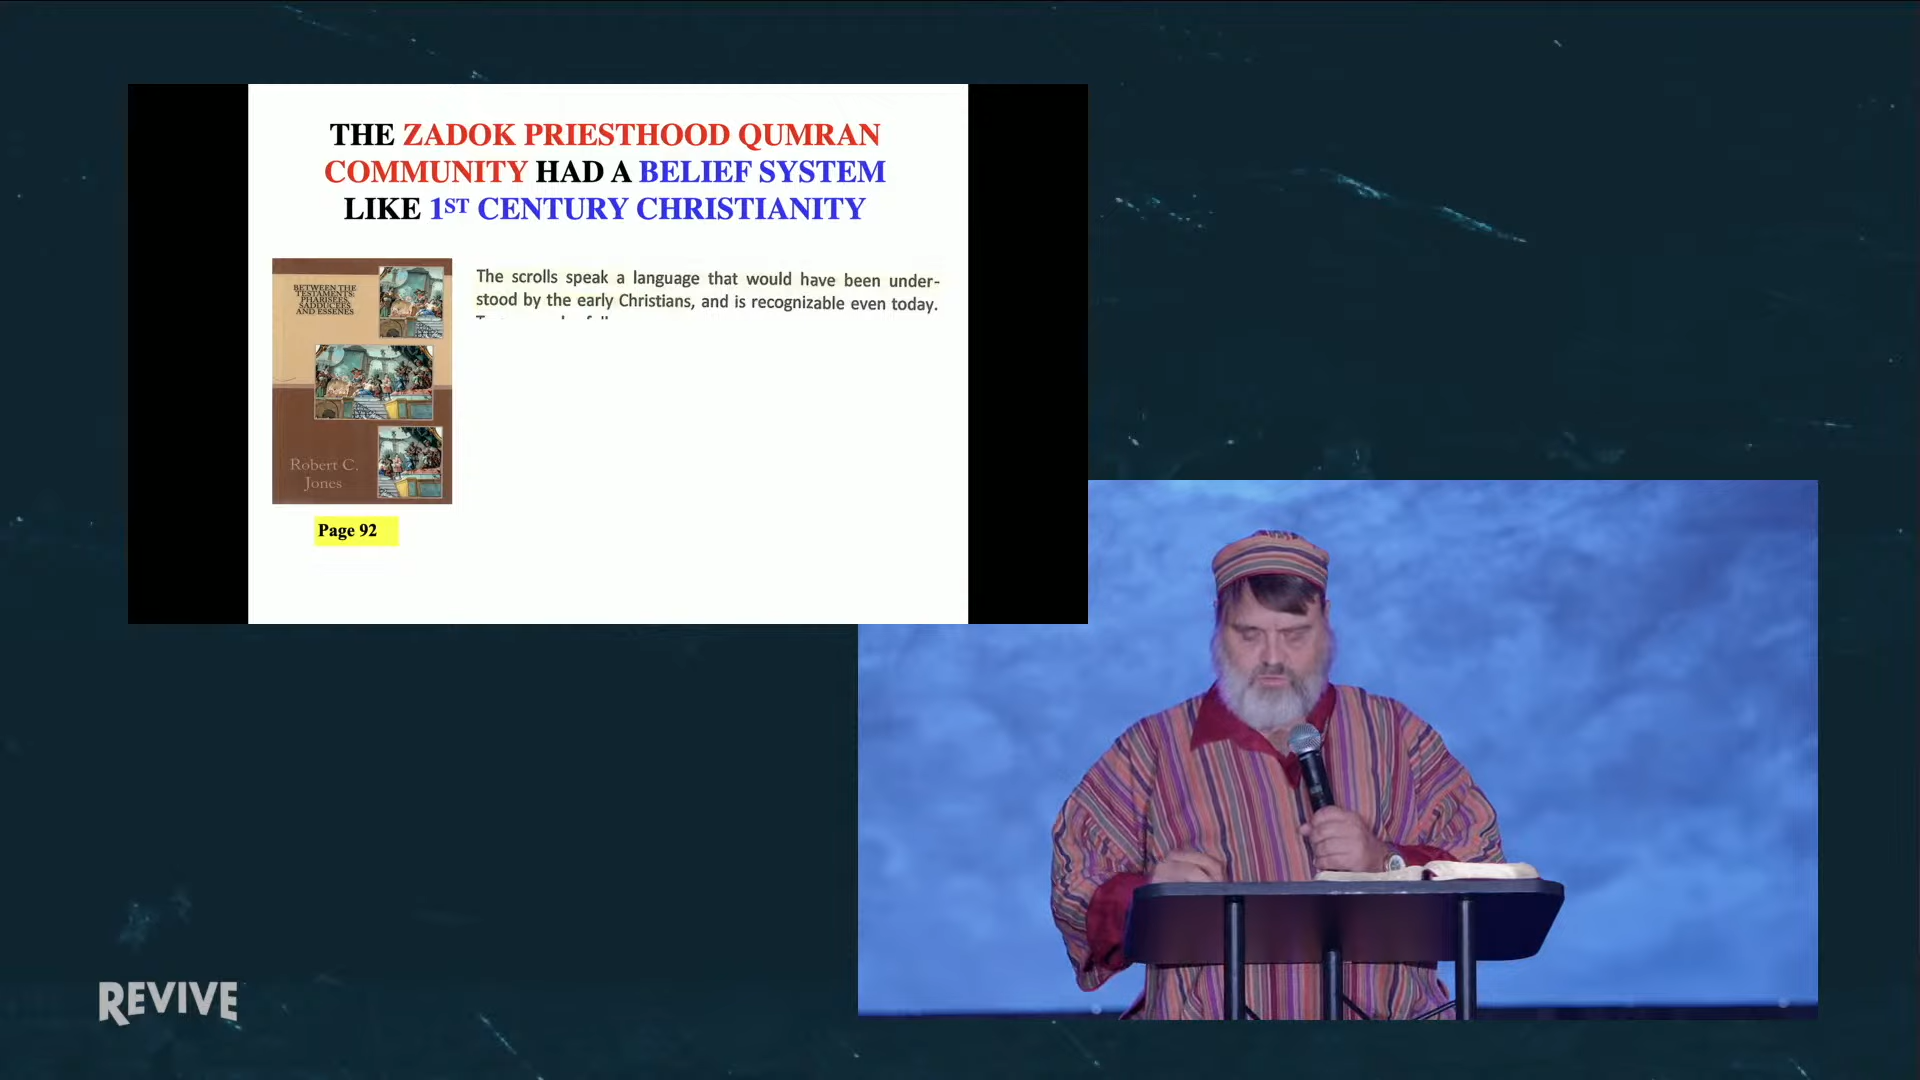 THE ZADOK PRIESTHOOD QUMRAN
COMMUNITY HAD A BELIEF SYSTEM
LIKE 1ST CENTURY CHRISTIANITY
BETWEEN THE
TESTAMENTS:
PHARISEES,
SADDUCEES
AND ESSENES
Robert C.
Jones
Page 92
The scrolls speak a language that would have been under-
stood by the early Christians, and is recognizable even today.
REVIVE